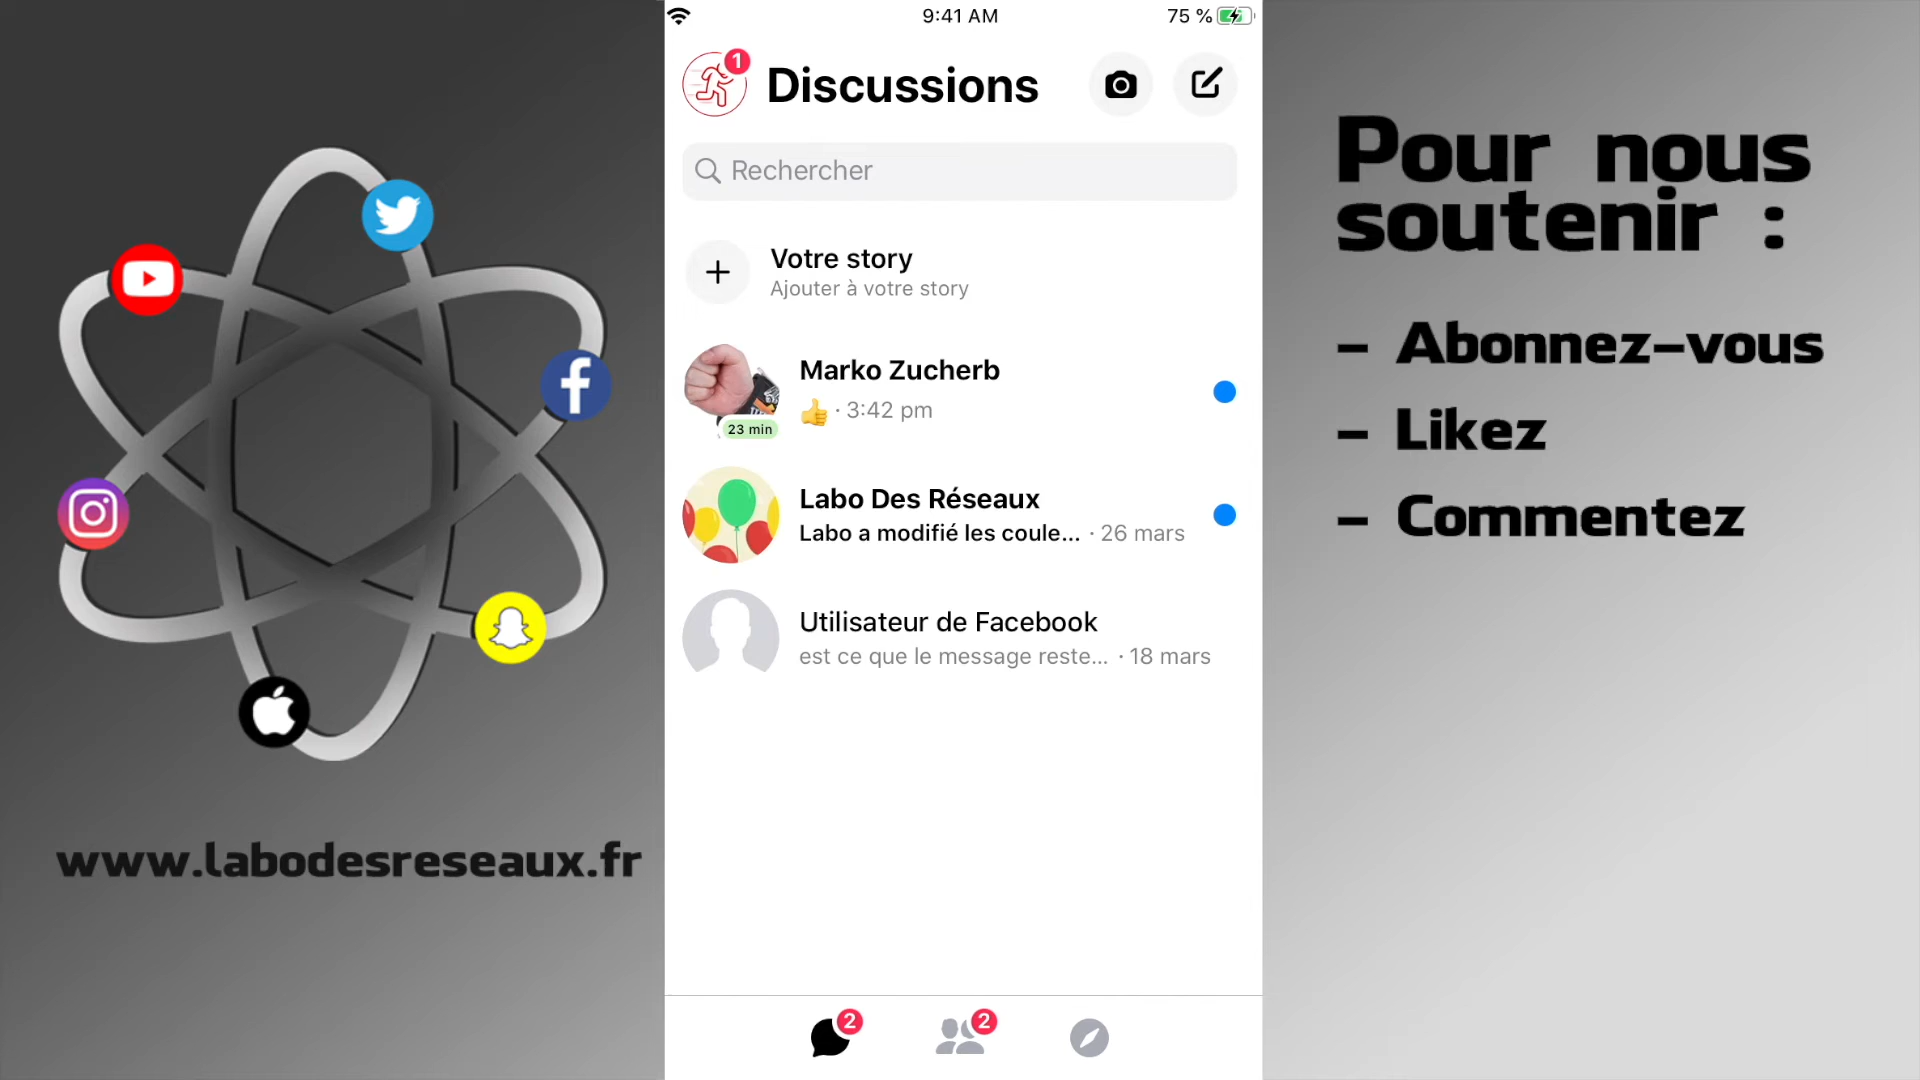 9:41 AM
75 %
1
Discussions
Rechercher
Votre story
Ajouter à votre story
Marko Zucherb
👍 · 3:42 pm
23 min
Labo Des Réseaux
Labo a modifié les coule... · 26 mars
Utilisateur de Facebook
est ce que le message reste... · 18 mars
2
2
www.labodesreseaux.fr
Pour nous
soutenir :
- Abonnez-vous
- Likez
- Commentez